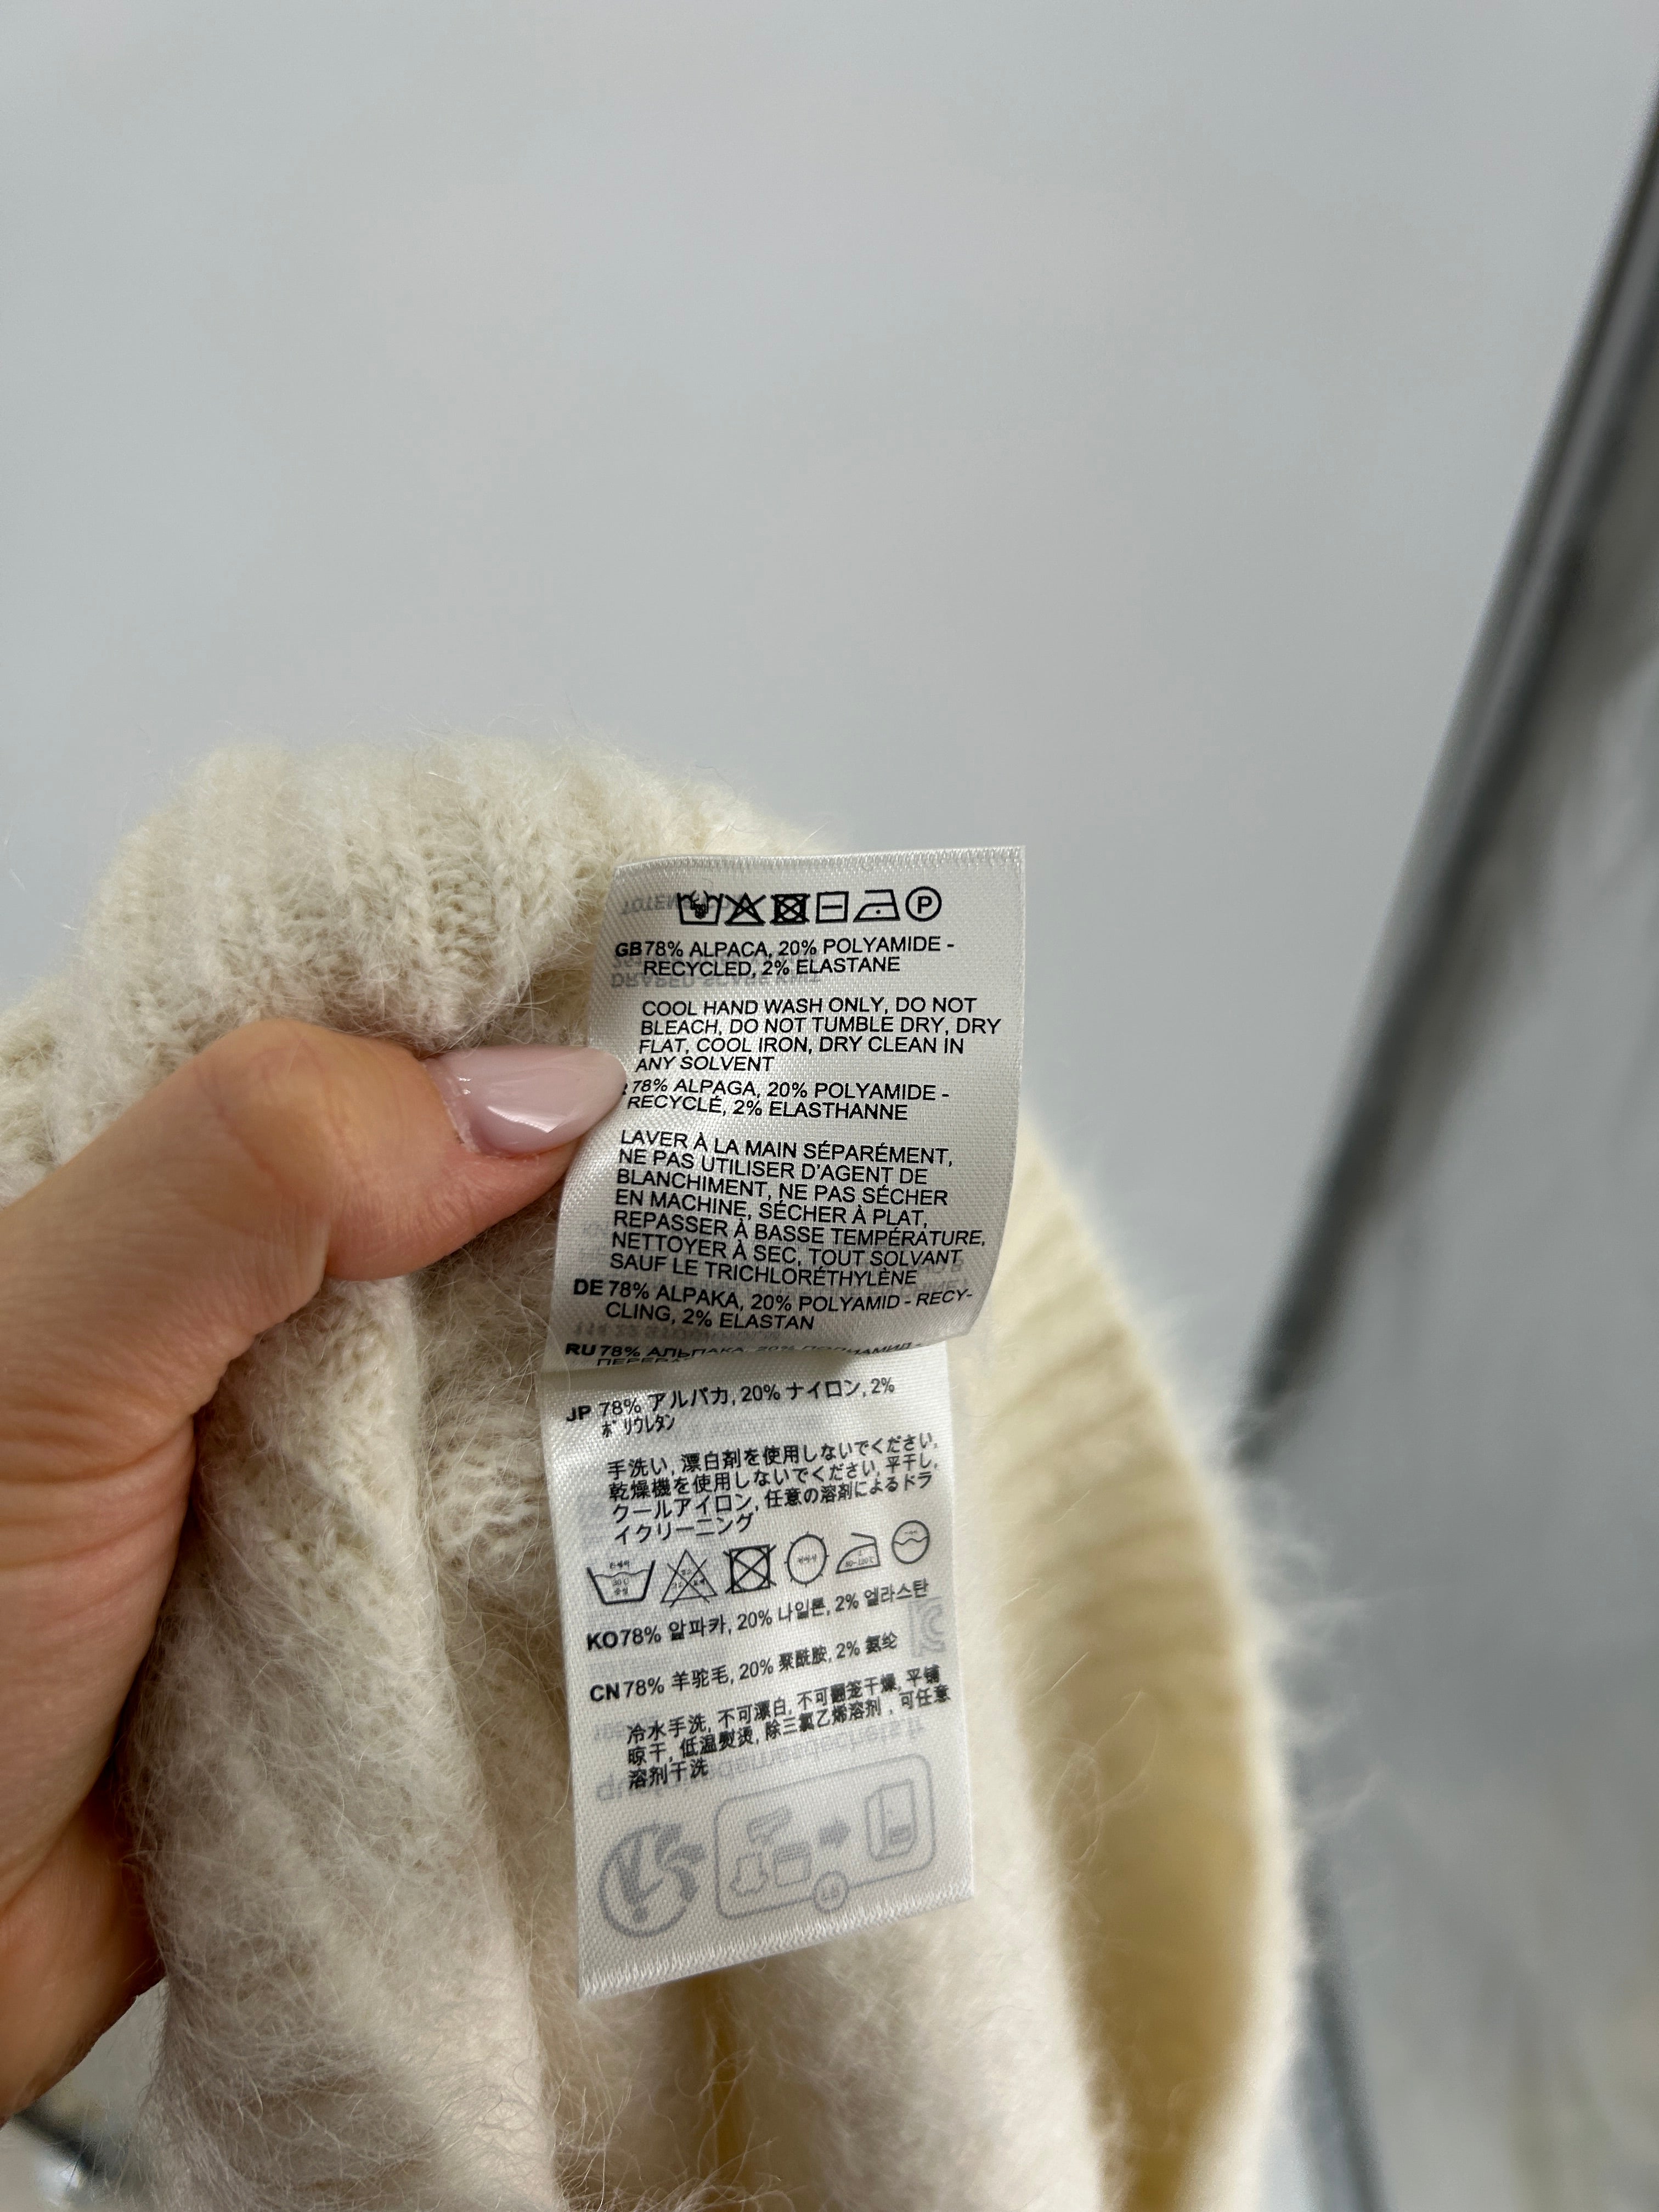 P
GB 78% ALPACA, 20% POLYAMIDE -
RECYCLED, 2% ELASTANE
COOL HAND WASH ONLY, DO NOT
BLEACH, DO NOT TUMBLE DRY, DRY
FLAT, COOL IRON, DRY CLEAN IN
ANY SOLVENT
78% ALPAGA, 20% POLYAMIDE -
RECYCLÉ, 2% ELASTHANNE
LAVER À LA MAIN SÉPARÉMENT,
NE PAS UTILISER D'AGENT DE
BLANCHIMENT, NE PAS SÉCHER
EN MACHINE, SÉCHER À PLAT,
REPASSER À BASSE TEMPÉRATURE,
NETTOYER À SEC, TOUT SOLVANT
SAUF LE TRICHLORÉTHYLÈNE
DE 78% ALPAKA, 20% POLYAMID - RECY-
CLING, 2% ELASTAN
RU 78% АЛЬПАКА, 20% ПОЛИАМИД -
JP 78% アルパカ, 20% ナイロン, 2%
ポリウレタン
手洗い, 漂白剤を使用しないでください,
乾燥機を使用しないでください, 平干し,
クールアイロン, 任意の溶剤によるドラ
イクリーニング
KO 78% 알파카, 20% 나일론, 2% 엘라스탄
CN 78% 羊驼毛, 20% 聚酰胺, 2% 氨纶
冷水手洗, 不可漂白, 不可翻笼干燥, 平铺
晾干, 低温熨烫, 除三氯乙烯溶剂, 可任意
溶剂干洗